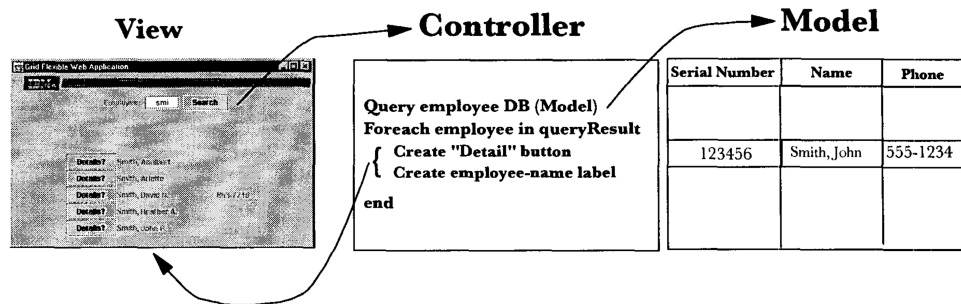 View
Controller
Model
Grid Flexible Web Application
Employee: smi Search
Details? Smith, Adalbert
Details? Smith, Arlette
Details? Smith, David N.
Details? Smith, Heather A.
Details? Smith, John R.
Query employee DB (Model)
Foreach employee in queryResult
{ Create "Detail" button
Create employee-name label
end
Serial Number Name Phone
123456 Smith, John 555-1234